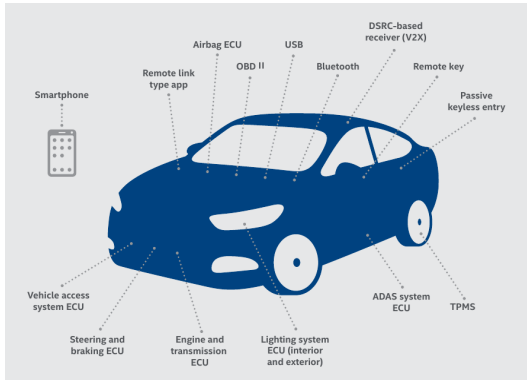 DSRC-based
receiver (V2X)
Airbag ECU
USB
OBD II
Bluetooth
Remote key
Remote link
type app
Smartphone
Passive
keyless entry
Vehicle access
system ECU
Steering and
braking ECU
Engine and
transmission
ECU
Lighting system
ECU (interior
and exterior)
ADAS system
ECU
TPMS